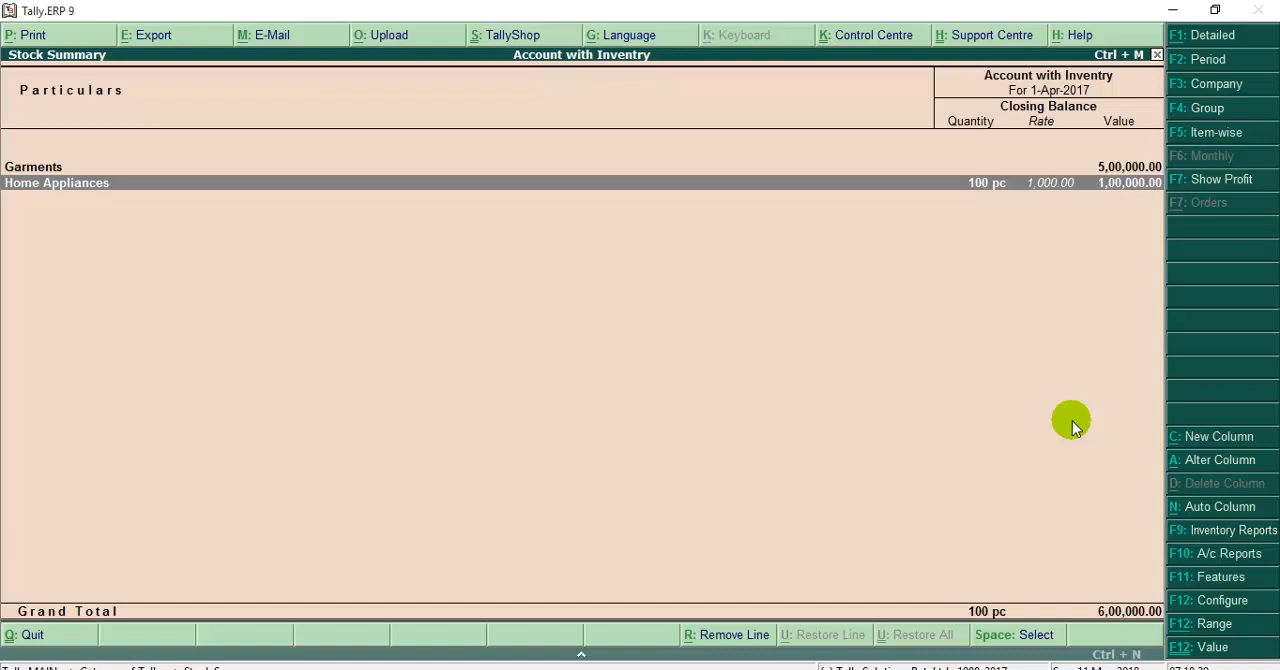 Tally.ERP 9
P: Print E: Export M: E-Mail O: Upload S: TallyShop G: Language K: Keyboard K: Control Centre H: Support Centre H: Help
Stock Summary Account with Inventry Ctrl + M
Particulars
Account with Inventry
For 1-Apr-2017
Closing Balance
Quantity Rate Value
Garments 5,00,000.00
Home Appliances 100 pc 1,000.00 1,00,000.00
Grand Total 100 pc 6,00,000.00
Q: Quit R: Remove Line U: Restore Line U: Restore All Space: Select
Ctrl + N
F1: Detailed
F2: Period
F3: Company
F4: Group
F5: Item-wise
F6: Monthly
F7: Show Profit
F7: Orders
C: New Column
A: Alter Column
D: Delete Column
N: Auto Column
F9: Inventory Reports
F10: A/c Reports
F11: Features
F12: Configure
F12: Range
F12: Value